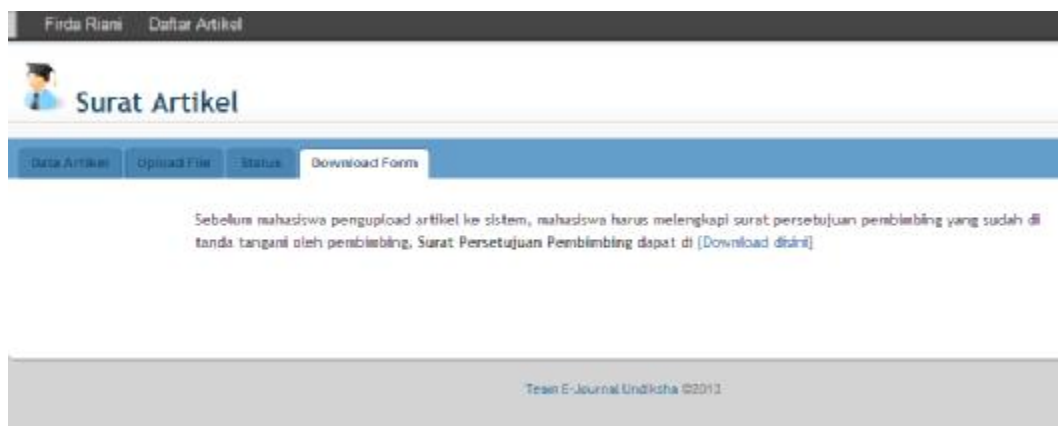 Firda Riani Daftar Artikel
Surat Artikel
Data Artikel Upload File Status Download Form
Sebelum mahasiswa pengupload artikel ke sistem, mahasiswa harus melengkapi surat persetujuan pembimbing yang sudah di
tanda tangani oleh pembimbing, Surat Persetujuan Pembimbing dapat di [Download disini]
Team E-Journal Undiksha ©2013